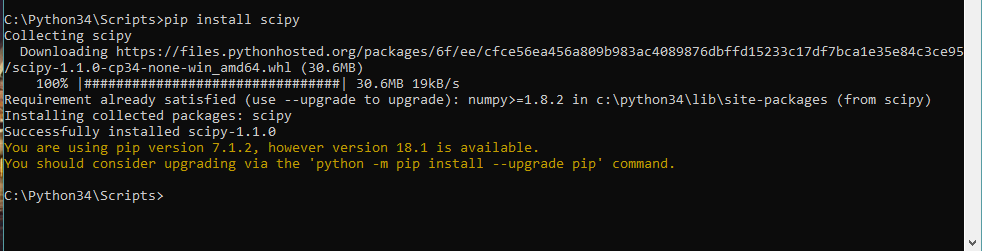 C:\Python34\Scripts>pip install scipy
Collecting scipy
  Downloading https://files.pythonhosted.org/packages/6f/ee/cfce56ea456a809b983ac4089876dbffd15233c17df7bca1e35e84c3ce95
/scipy-1.1.0-cp34-none-win_amd64.whl (30.6MB)
    100% |################################| 30.6MB 19kB/s
Requirement already satisfied (use --upgrade to upgrade): numpy>=1.8.2 in c:\python34\lib\site-packages (from scipy)
Installing collected packages: scipy
Successfully installed scipy-1.1.0
You are using pip version 7.1.2, however version 18.1 is available.
You should consider upgrading via the 'python -m pip install --upgrade pip' command.
C:\Python34\Scripts>